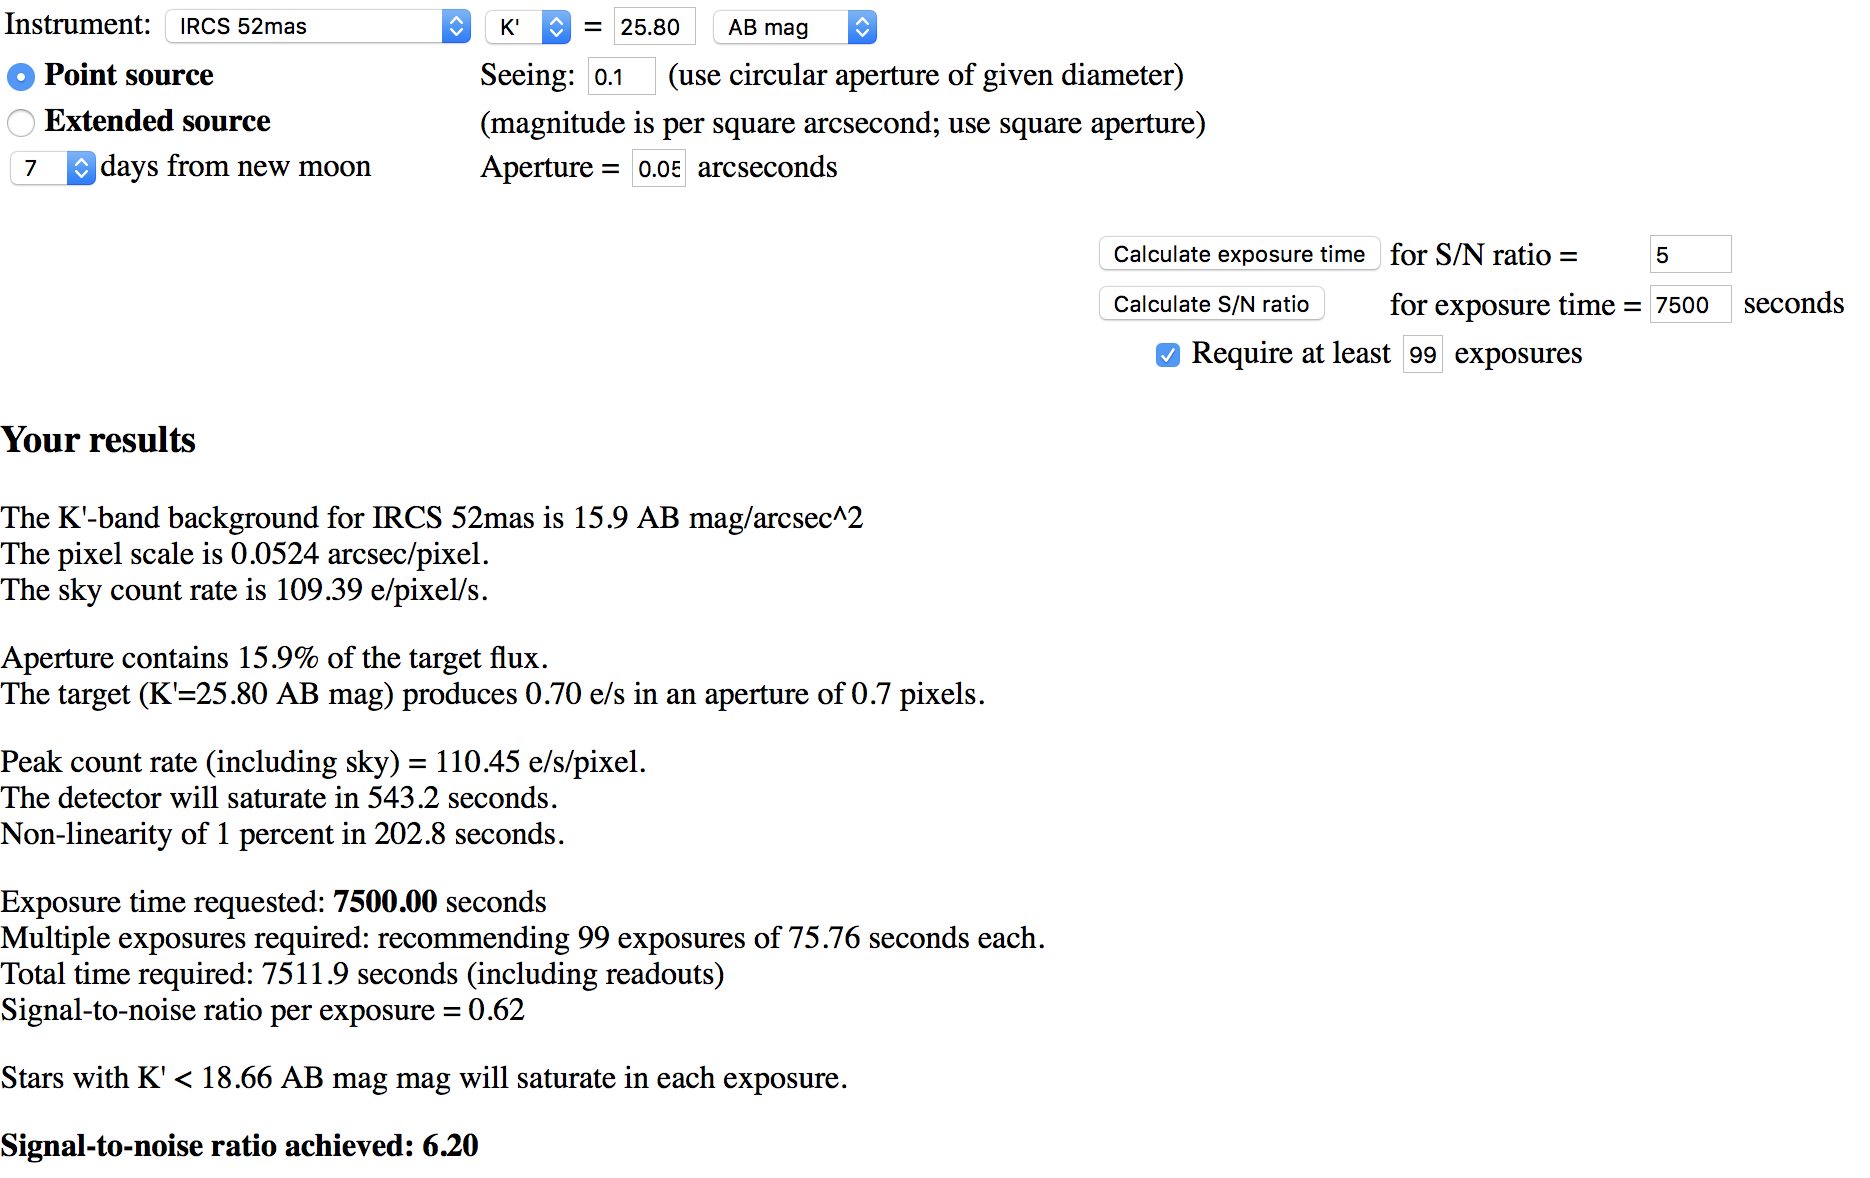 Instrument: IRCS 52mas K' = 25.80 AB mag
Point source Seeing: 0.1 (use circular aperture of given diameter)
Extended source (magnitude is per square arcsecond; use square aperture)
7 days from new moon Aperture = 0.05 arcseconds
Calculate exposure time for S/N ratio = 5
Calculate S/N ratio for exposure time = 7500 seconds
Require at least 99 exposures
Your results
The K'-band background for IRCS 52mas is 15.9 AB mag/arcsec^2
The pixel scale is 0.0524 arcsec/pixel.
The sky count rate is 109.39 e/pixel/s.
Aperture contains 15.9% of the target flux.
The target (K'=25.80 AB mag) produces 0.70 e/s in an aperture of 0.7 pixels.
Peak count rate (including sky) = 110.45 e/s/pixel.
The detector will saturate in 543.2 seconds.
Non-linearity of 1 percent in 202.8 seconds.
Exposure time requested: 7500.00 seconds
Multiple exposures required: recommending 99 exposures of 75.76 seconds each.
Total time required: 7511.9 seconds (including readouts)
Signal-to-noise ratio per exposure = 0.62
Stars with K' < 18.66 AB mag mag will saturate in each exposure.
Signal-to-noise ratio achieved: 6.20